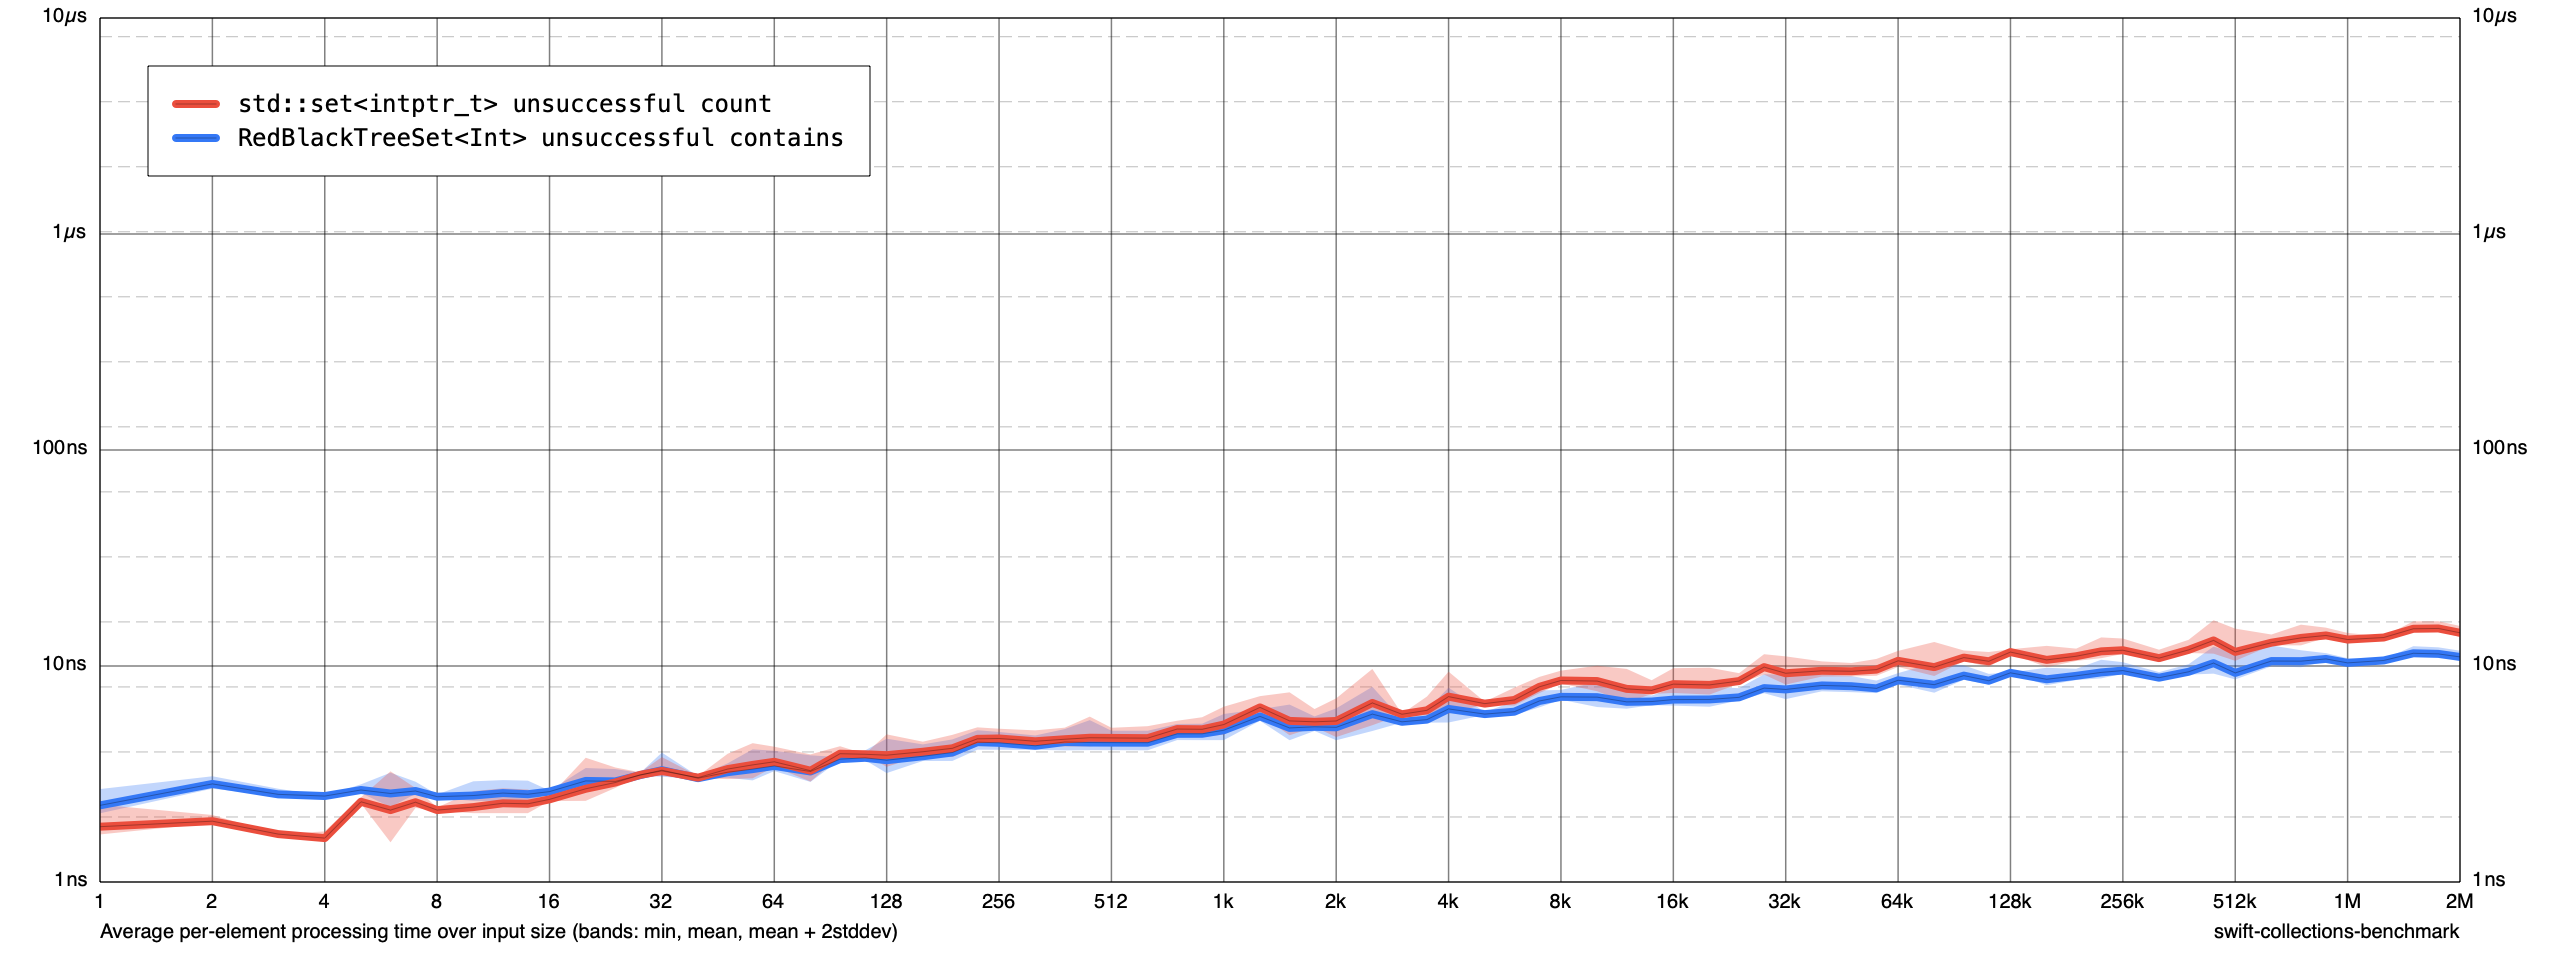 10µs
10µs
std::set<intptr_t> unsuccessful count
RedBlackTreeSet<Int> unsuccessful contains
1µs
1µs
100ns
100ns
10ns
10ns
1ns
1ns
1 2 4 8 16 32 64 128 256 512 1k 2k 4k 8k 16k 32k 64k 128k 256k 512k 1M 2M
Average per-element processing time over input size (bands: min, mean, mean + 2stddev)
swift-collections-benchmark